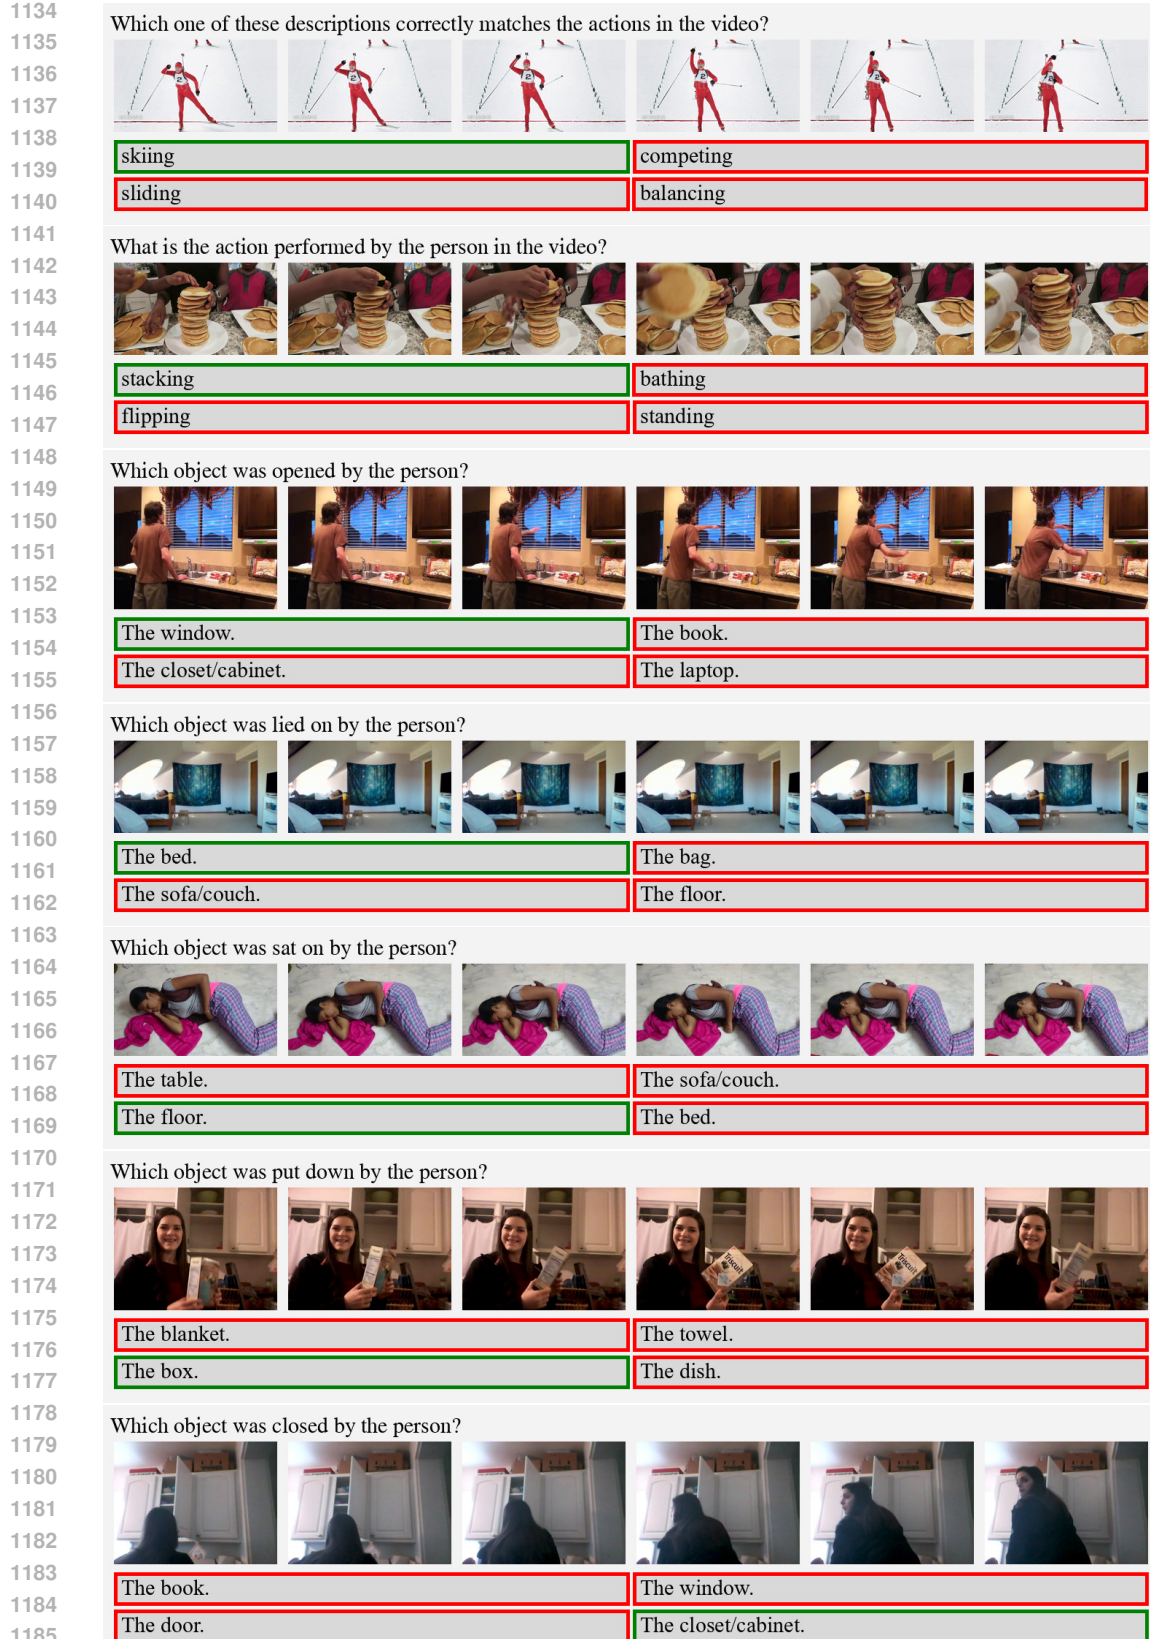 1134
Which one of these descriptions correctly matches the actions in the video?
1135
1136
1137
2 2 2 2 2
1138
skiing competing
1139
sliding balancing
1140
1141
What is the action performed by the person in the video?
1142
1143
1144
1145
stacking bathing
1146
flipping standing
1147
1148
Which object was opened by the person?
1149
1150
1151
1152
1153
The window. The book.
1154
The closet/cabinet. The laptop.
1155
1156
Which object was lied on by the person?
1157
1158
1159
1160
The bed. The bag.
1161
The sofa/couch. The floor.
1162
1163
Which object was sat on by the person?
1164
1165
1166
1167
The table. The sofa/couch.
1168
The floor. The bed.
1169
1170
Which object was put down by the person?
1171
1172
1173
Triscuit Triscuit
1174
1175
The blanket. The towel.
1176
The box. The dish.
1177
1178
Which object was closed by the person?
1179
1180
1181
1182
1183
The book. The window.
1184
The door. The closet/cabinet.
1185